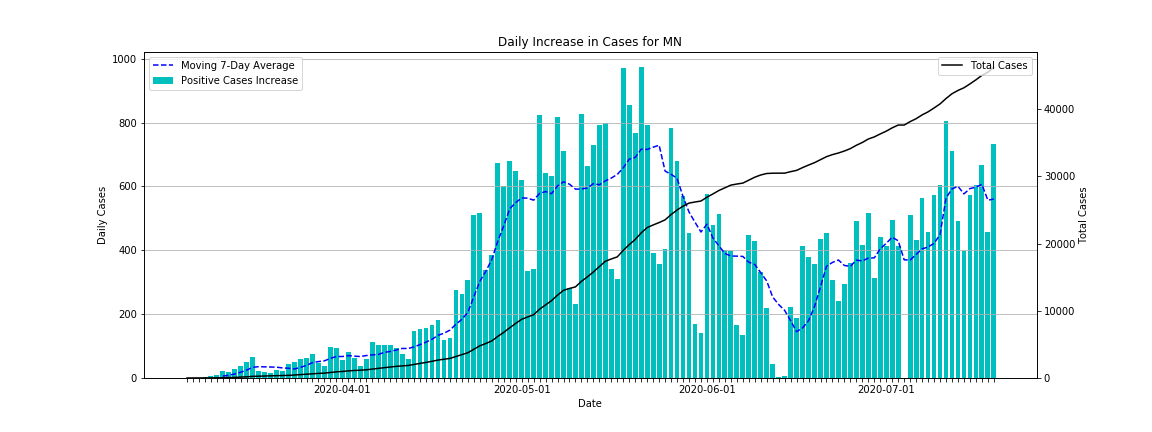 Daily Increase in Cases for MN
Moving 7-Day Average
Positive Cases Increase
Total Cases
1000
800
600
400
200
0
Daily Cases
40000
30000
20000
10000
0
Total Cases
2020-04-01
2020-05-01
2020-06-01
2020-07-01
Date